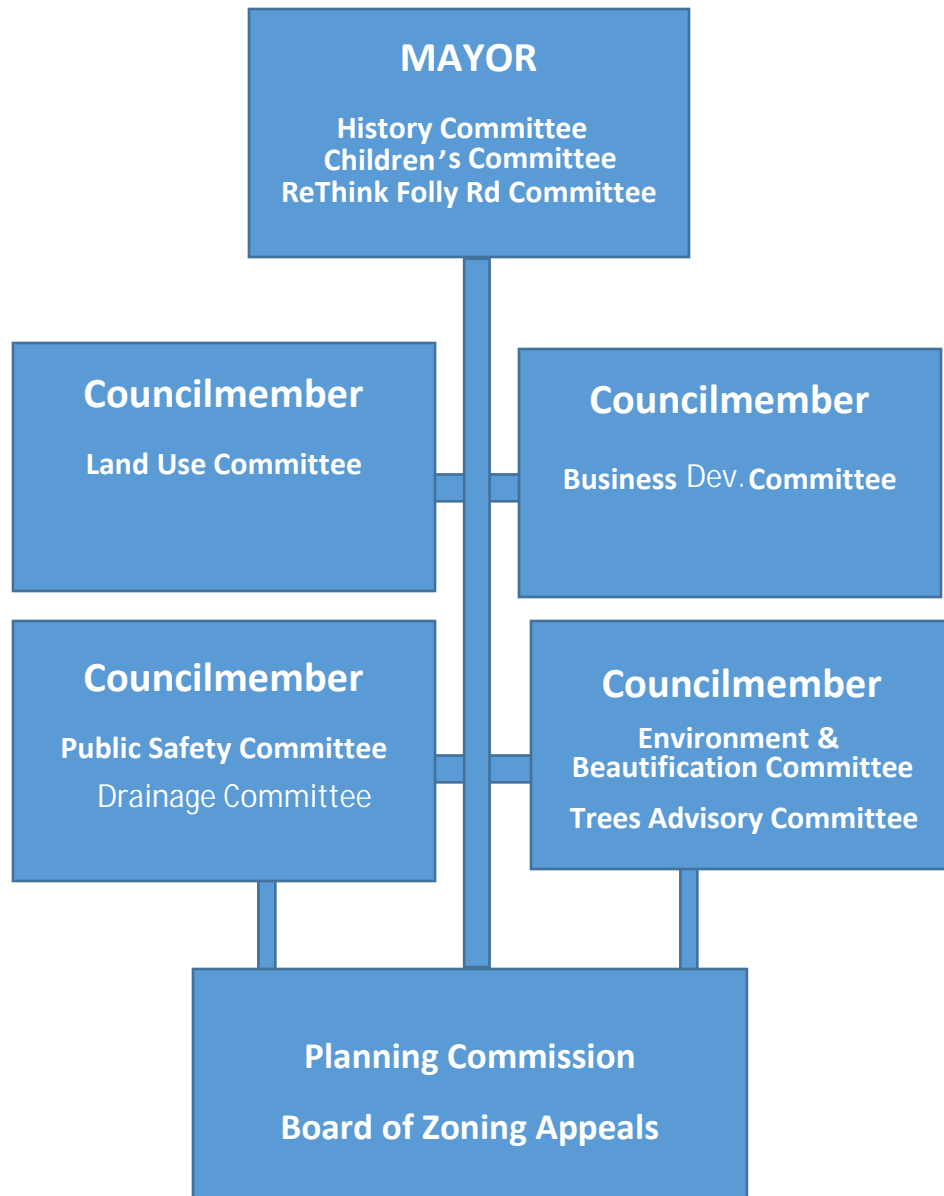 MAYOR
History Committee
Children's Committee
ReThink Folly Rd Committee
Councilmember
Land Use Committee
Councilmember
Business Dev. Committee
Councilmember
Public Safety Committee
Drainage Committee
Councilmember
Environment &
Beautification Committee
Trees Advisory Committee
Planning Commission
Board of Zoning Appeals